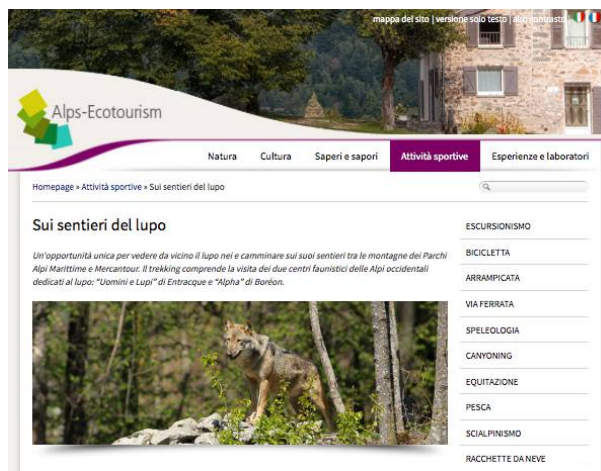 mappa del sito | versione solo testo | alto contrasto |
Alps-Ecotourism
Natura Cultura Saperi e sapori Attività sportive Esperienze e laboratori
Homepage » Attività sportive » Sui sentieri del lupo
Sui sentieri del lupo
Un'opportunità unica per vedere da vicino il lupo nei e camminare sui suoi sentieri tra le montagne dei Parchi
Alpi Marittime e Mercantour. Il trekking comprende la visita dei due centri faunistici delle Alpi occidentali
dedicati al lupo: "Uomini e Lupi" di Entracque e "Alpha" di Boréon.
ESCURSIONISMO
BICICLETTA
ARRAMPICATA
VIA FERRATA
SPELEOLOGIA
CANYONING
EQUITAZIONE
PESCA
SCIALPINISMO
RACCHETTE DA NEVE